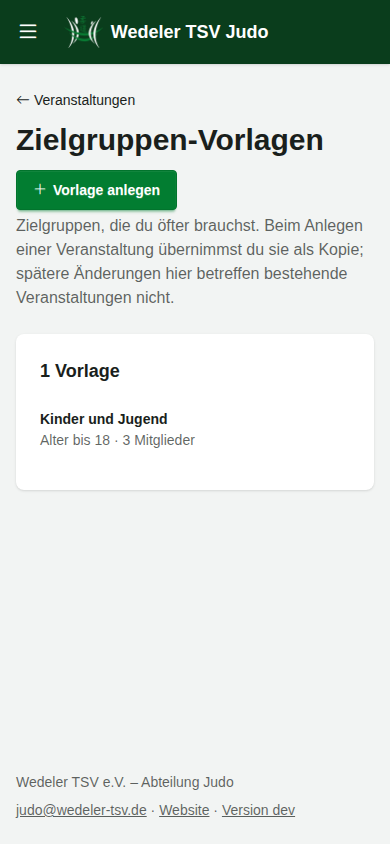 Wedeler TSV Judo
← Veranstaltungen
Zielgruppen-Vorlagen
+ Vorlage anlegen
Zielgruppen, die du öfter brauchst. Beim Anlegen
einer Veranstaltung übernimmst du sie als Kopie;
spätere Änderungen hier betreffen bestehende
Veranstaltungen nicht.
1 Vorlage
Kinder und Jugend
Alter bis 18 · 3 Mitglieder
Wedeler TSV e.V. – Abteilung Judo
judo@wedeler-tsv.de · Website · Version dev